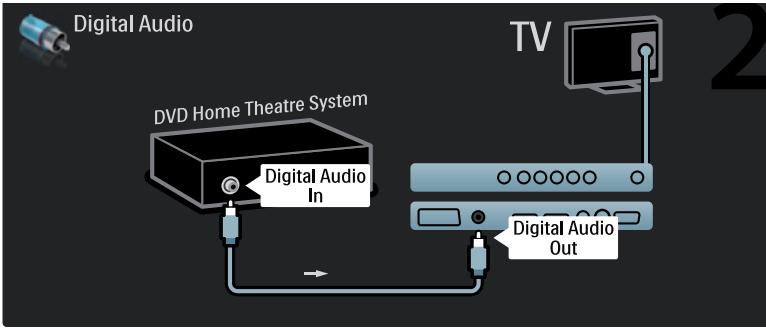 Digital Audio
TV
2
DVD Home Theatre System
Digital Audio
In
Digital Audio
Out